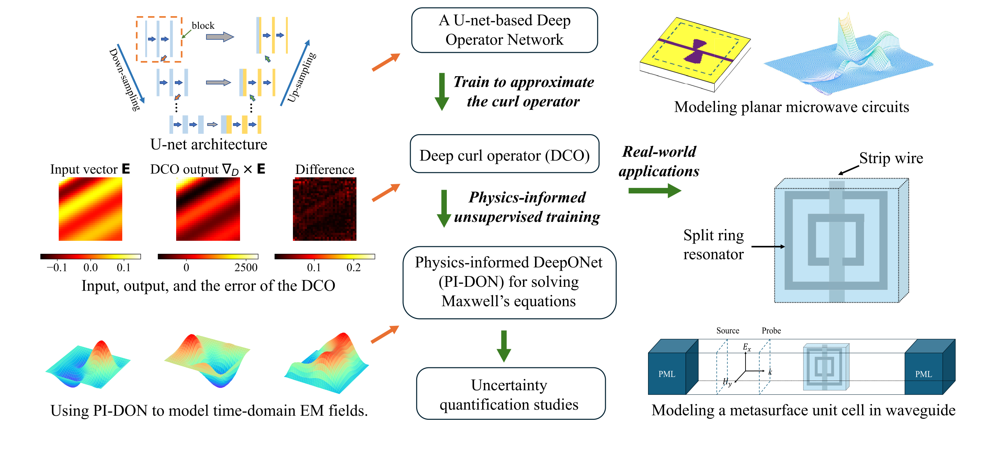 block
Down-sampling
Up-sampling
U-net architecture
Input vector E
DCO output ∇D × E
Difference
−0.1 0.0 0.1
0 2500
0.1 0.2
Input, output, and the error of the DCO
Using PI-DON to model time-domain EM fields.
A U-net-based Deep
Operator Network
Train to approximate
the curl operator
Deep curl operator (DCO)
Physics-informed
unsupervised training
Physics-informed DeepONet
(PI-DON) for solving
Maxwell’s equations
Uncertainty
quantification studies
Real-world
applications
Modeling planar microwave circuits
Strip wire
Split ring
resonator
Source
Probe
PML
Ex
k
Hy
PML
Modeling a metasurface unit cell in waveguide